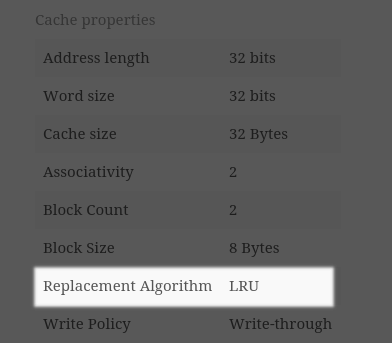 Cache properties
Address length 32 bits
Word size 32 bits
Cache size 32 Bytes
Associativity 2
Block Count 2
Block Size 8 Bytes
Replacement Algorithm LRU
Write Policy Write-through